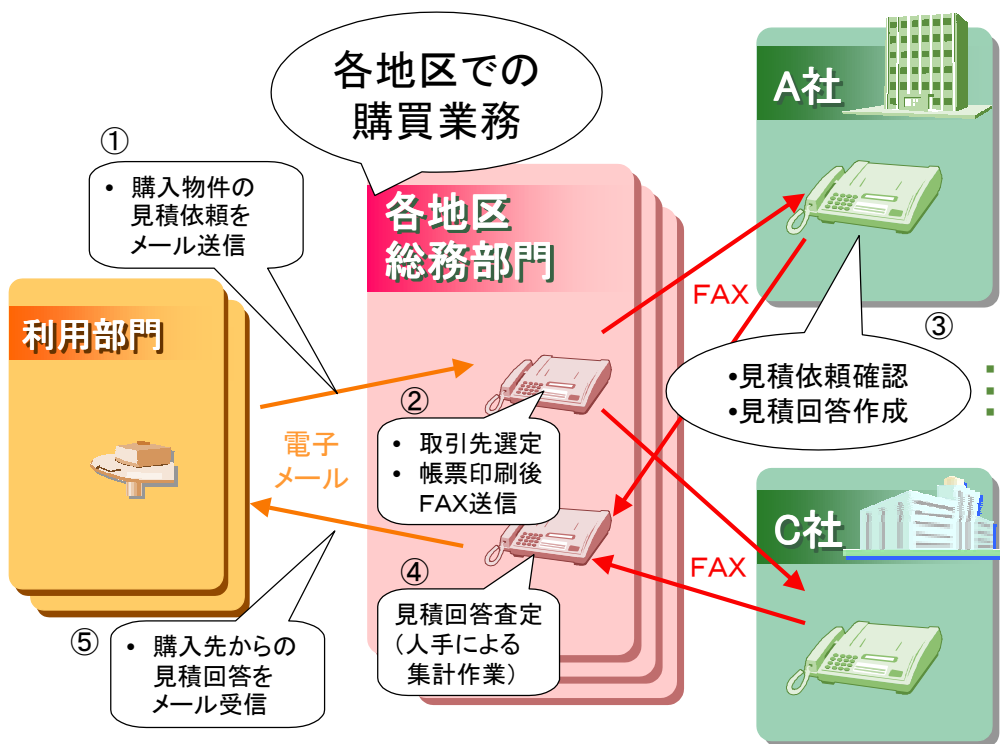 各地区での
購買業務
①
• 購入物件の
見積依頼を
メール送信
利用部門
各地区
総務部門
A社
FAX
③
•見積依頼確認
•見積回答作成
電子
メール
②
• 取引先選定
• 帳票印刷後
FAX送信
C社
FAX
④
見積回答査定
(人手による
集計作業)
⑤
• 購入先からの
見積回答を
メール受信